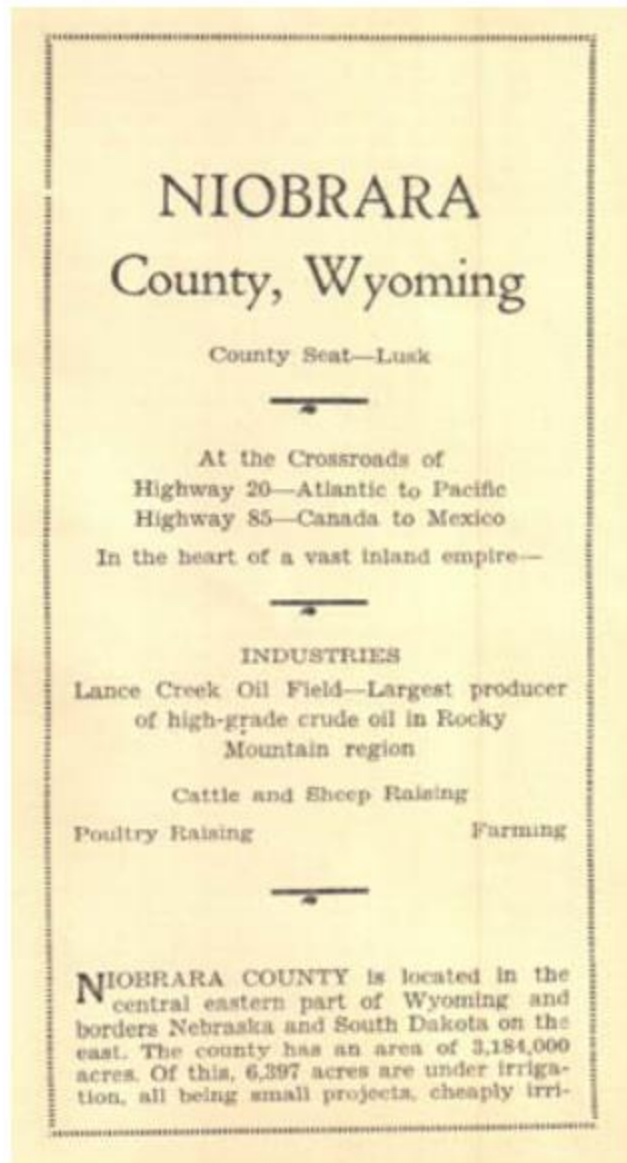 NIOBRARA
County, Wyoming
County Seat—Lusk
At the Crossroads of
Highway 20—Atlantic to Pacific
Highway 85—Canada to Mexico
In the heart of a vast inland empire—
INDUSTRIES
Lance Creek Oil Field—Largest producer
of high-grade crude oil in Rocky
Mountain region
Cattle and Sheep Raising
Poultry Raising Farming
NIOBRARA COUNTY is located in the
central eastern part of Wyoming and
borders Nebraska and South Dakota on the
east. The county has an area of 3,184,000
acres. Of this, 6,397 acres are under irriga-
tion, all being small projects, cheaply irri-